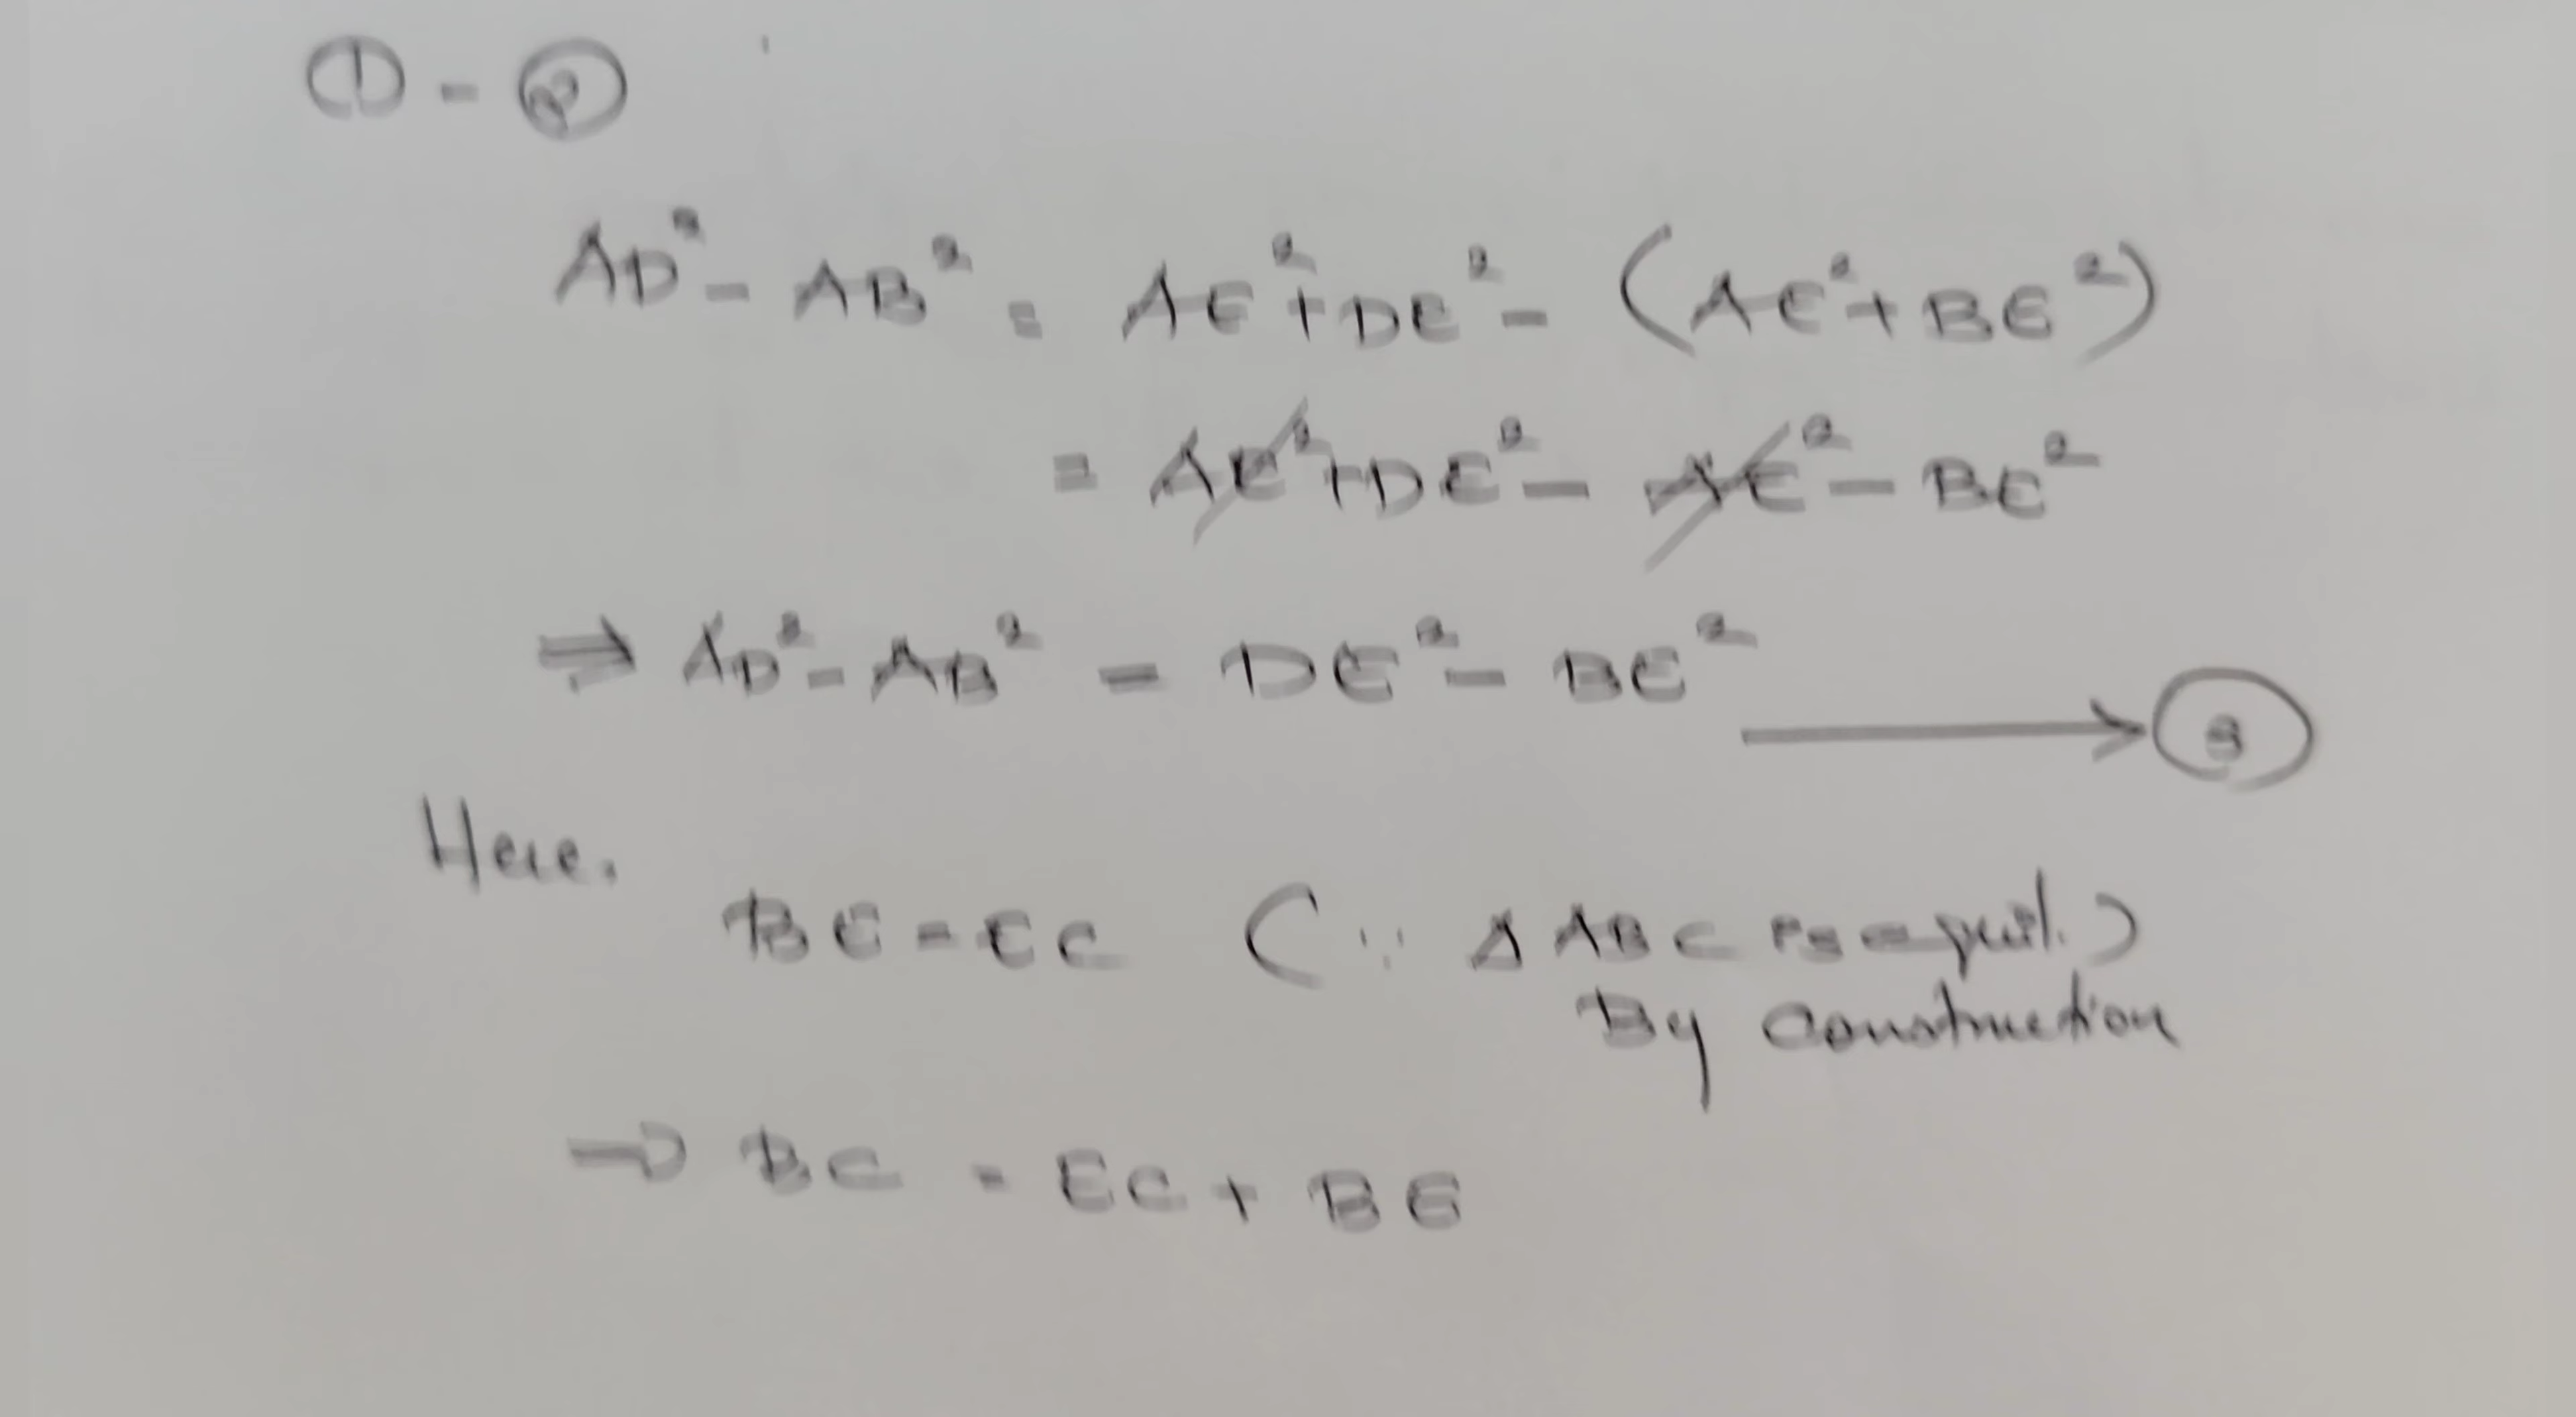 ① - ②
AD² - AB² = AE² + DE² - (AE² + BE²)
= AE² + DE² - AE² - BE²
⇒ AD² - AB² = DE² - BE² ⟶ ③
Here.
BE = EC (∵ Δ ABC is equil.)
By Construction
⇒ BC = EC + BE